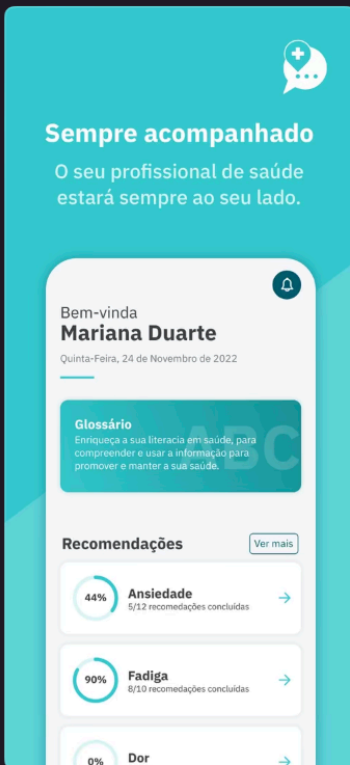 Sempre acompanhado
O seu profissional de saúde
estará sempre ao seu lado.
Bem-vinda
Mariana Duarte
Quinta-Feira, 24 de Novembro de 2022
Glossário
Enriqueça a sua literacia em saúde, para
compreender e usar a informação para
promover e manter a sua saúde.
ABC
Recomendações
Ver mais
44%
Ansiedade
5/12 recomedações concluídas
90%
Fadiga
8/10 recomedações concluídas
0%
Dor